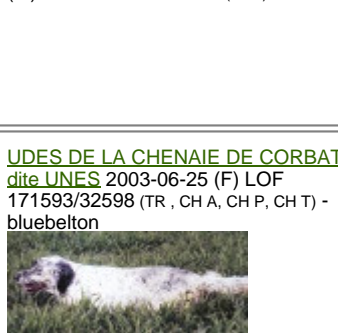 UDES DE LA CHENAIE DE CORBAT
dite UNES 2003-06-25 (F) LOF
171593/32598 (TR , CH A, CH P, CH T) -
bluebelton